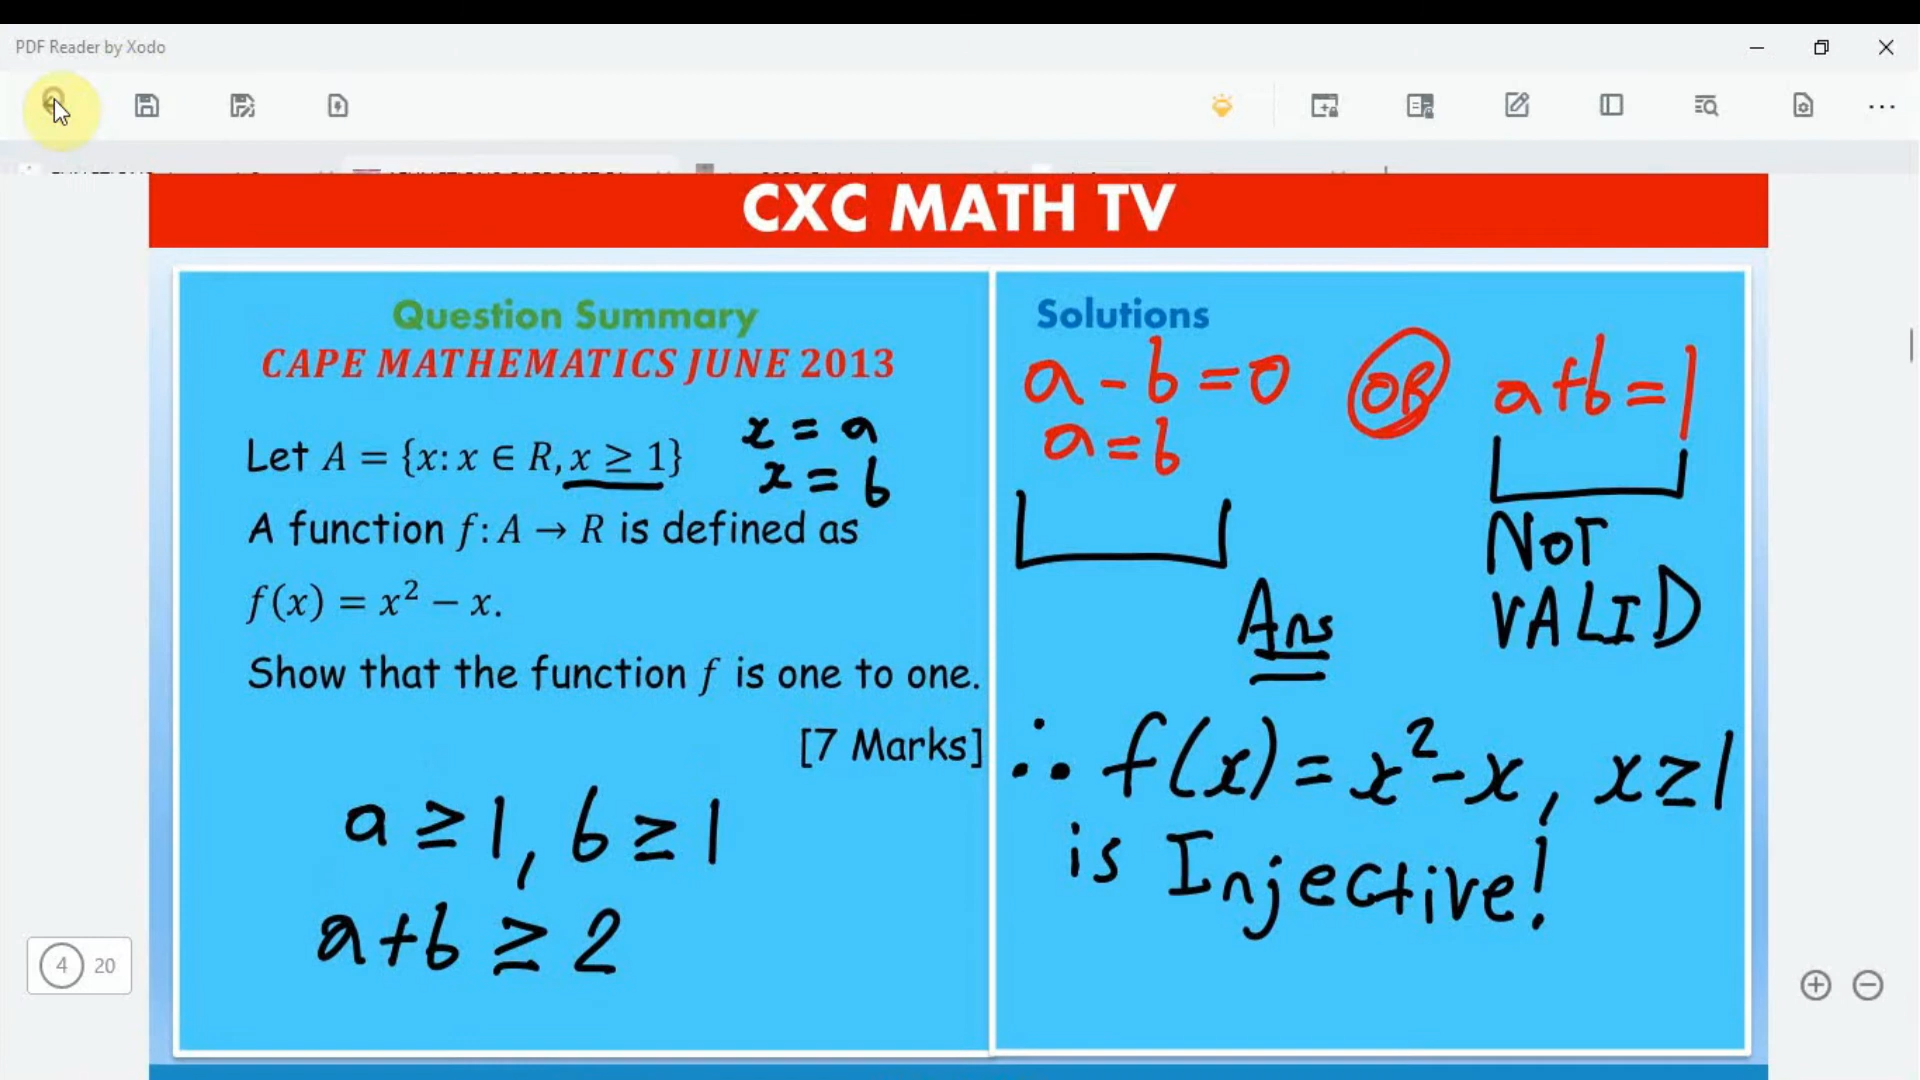 PDF Reader by Xodo
CXC MATH TV
Question Summary
CAPE MATHEMATICS JUNE 2013
Let A = {x: x ∈ R, x ≥ 1}
x = a
x = b
A function f: A → R is defined as
f(x) = x² − x.
Show that the function f is one to one.
[7 Marks]
a ≥ 1, b ≥ 1
a+b ≥ 2
Solutions
a - b = 0 OR a+b = 1
a = b
NOT
VALID
Ans
∴ f(x) = x² - x, x ≥ 1
is Injective!
4 20